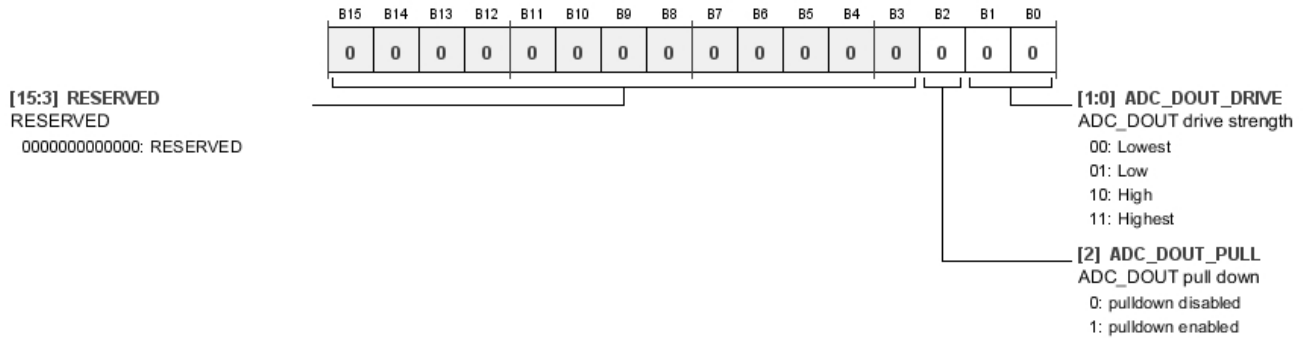 B15 B14 B13 B12 B11 B10 B9 B8 B7 B6 B5 B4 B3 B2 B1 B0
0 0 0 0 0 0 0 0 0 0 0 0 0 0 0 0
[15:3] RESERVED
RESERVED
0000000000000: RESERVED
[1:0] ADC_DOUT_DRIVE
ADC_DOUT drive strength
00: Lowest
01: Low
10: High
11: Highest
[2] ADC_DOUT_PULL
ADC_DOUT pull down
0: pulldown disabled
1: pulldown enabled